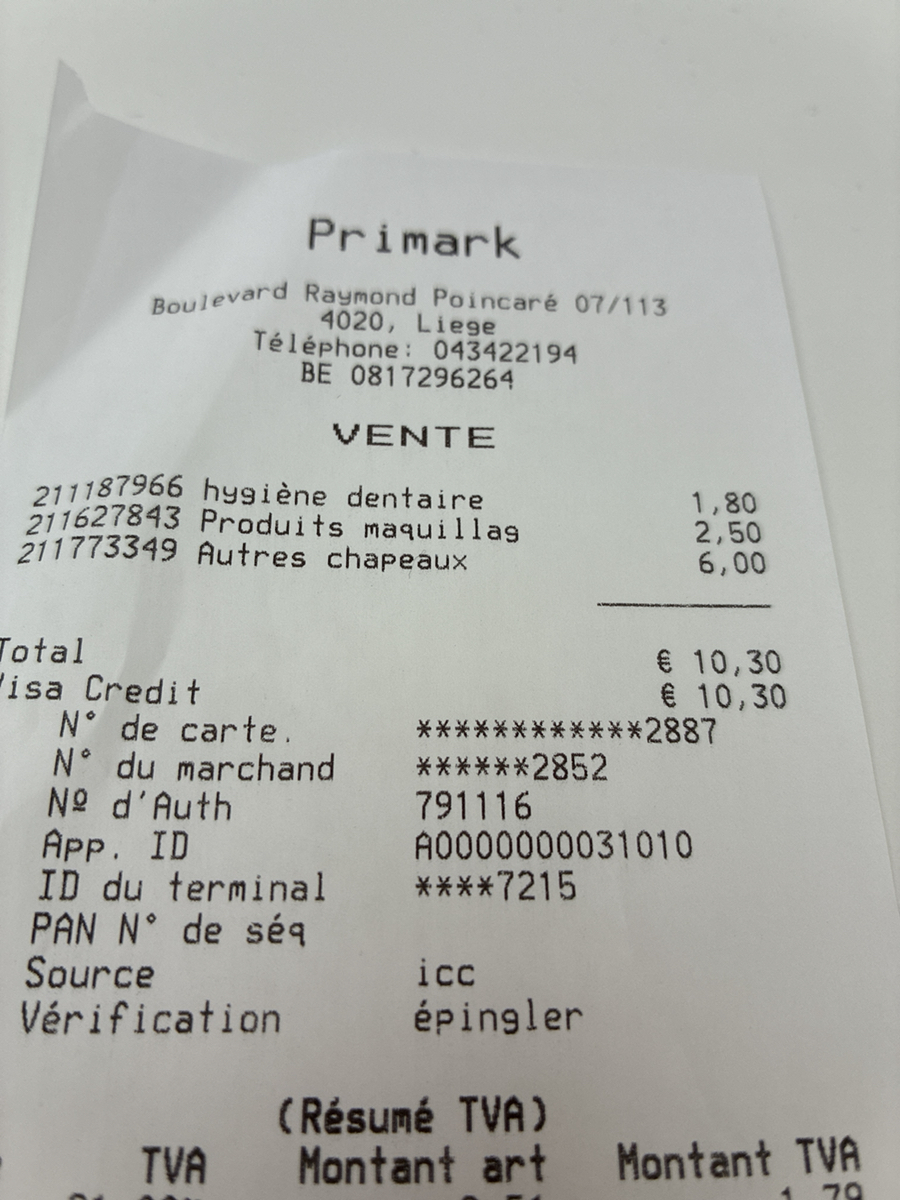 Primark
Boulevard Raymond Poincaré 07/113
4020, Liege
Téléphone: 043422194
BE 0817296264
VENTE
211187966 hygiène dentaire 1,80
211627843 Produits maquillag 2,50
211773349 Autres chapeaux 6,00
Total € 10,30
Visa Credit € 10,30
N° de carte. ************2887
N° du marchand ******2852
Nº d'Auth 791116
App. ID A0000000031010
ID du terminal ****7215
PAN N° de séq
Source icc
Vérification épingler
(Résumé TVA)
TVA Montant art Montant TVA